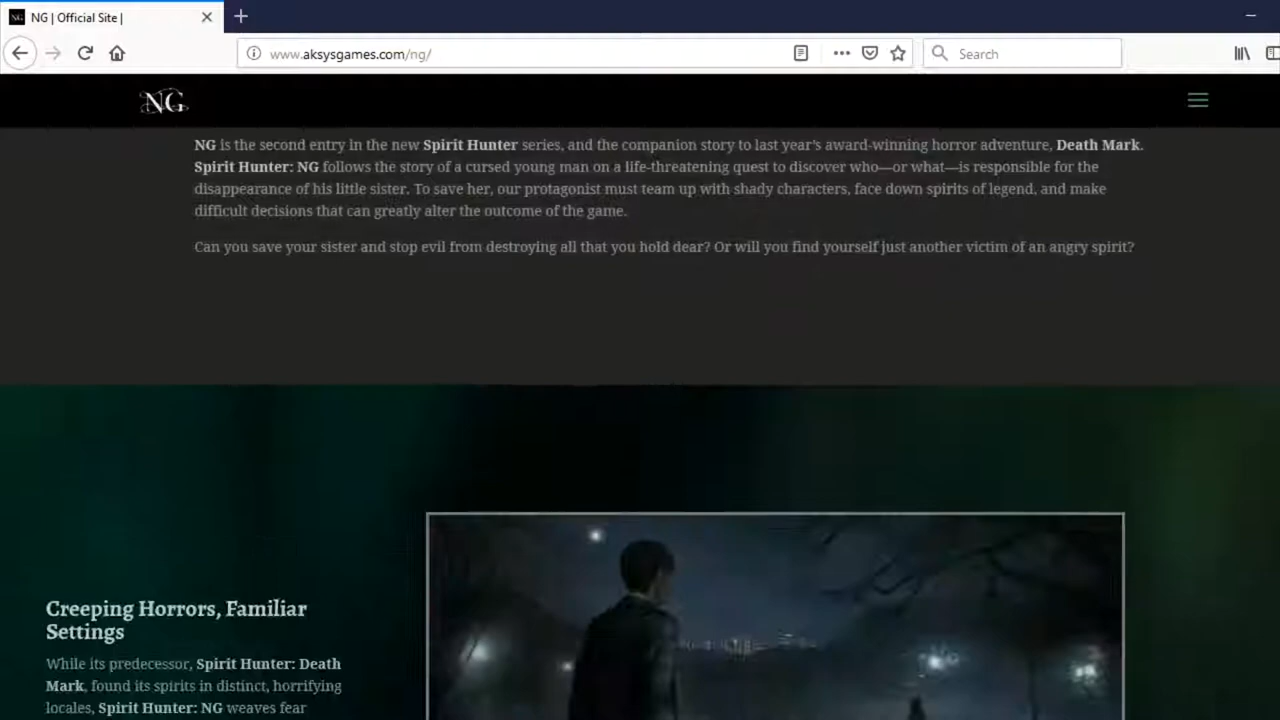 NG NG | Official Site |
www.aksysgames.com/ng/
Search
NG
NG is the second entry in the new Spirit Hunter series, and the companion story to last year's award-winning horror adventure, Death Mark.
Spirit Hunter: NG follows the story of a cursed young man on a life-threatening quest to discover who—or what—is responsible for the
disappearance of his little sister. To save her, our protagonist must team up with shady characters, face down spirits of legend, and make
difficult decisions that can greatly alter the outcome of the game.
Can you save your sister and stop evil from destroying all that you hold dear? Or will you find yourself just another victim of an angry spirit?
Creeping Horrors, Familiar
Settings
While its predecessor, Spirit Hunter: Death
Mark, found its spirits in distinct, horrifying
locales, Spirit Hunter: NG weaves fear